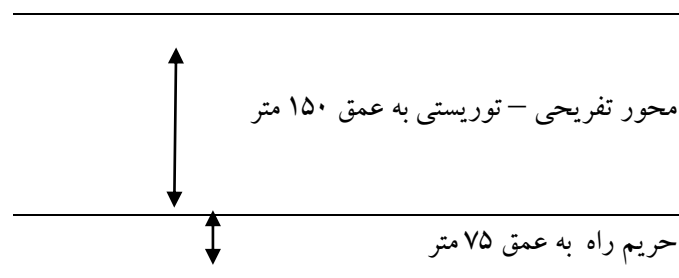 محور تفریحی – توریستی به عمق ۱۵۰ متر
حریم راه به عمق ۷۵ متر